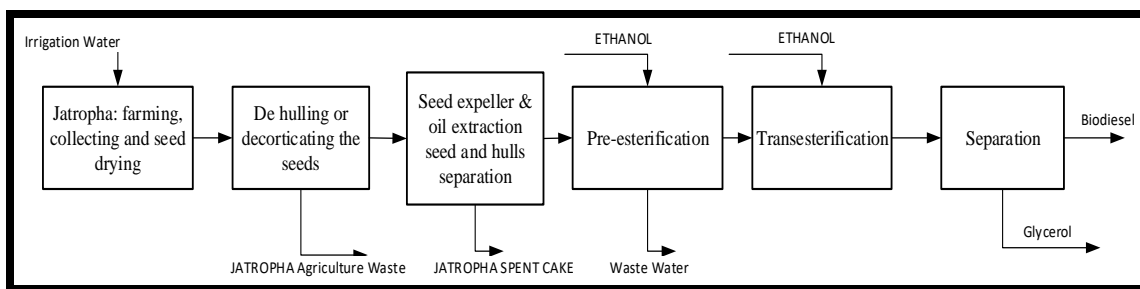 Irrigation Water
ETHANOL
ETHANOL
Jatropha: farming,
collecting and seed
drying
De hulling or
decorticating the
seeds
Seed expeller &
oil extraction
seed and hulls
separation
Pre-esterification
Transesterification
Separation
Biodiesel
JATROPHA Agriculture Waste
JATROPHA SPENT CAKE
Waste Water
Glycerol